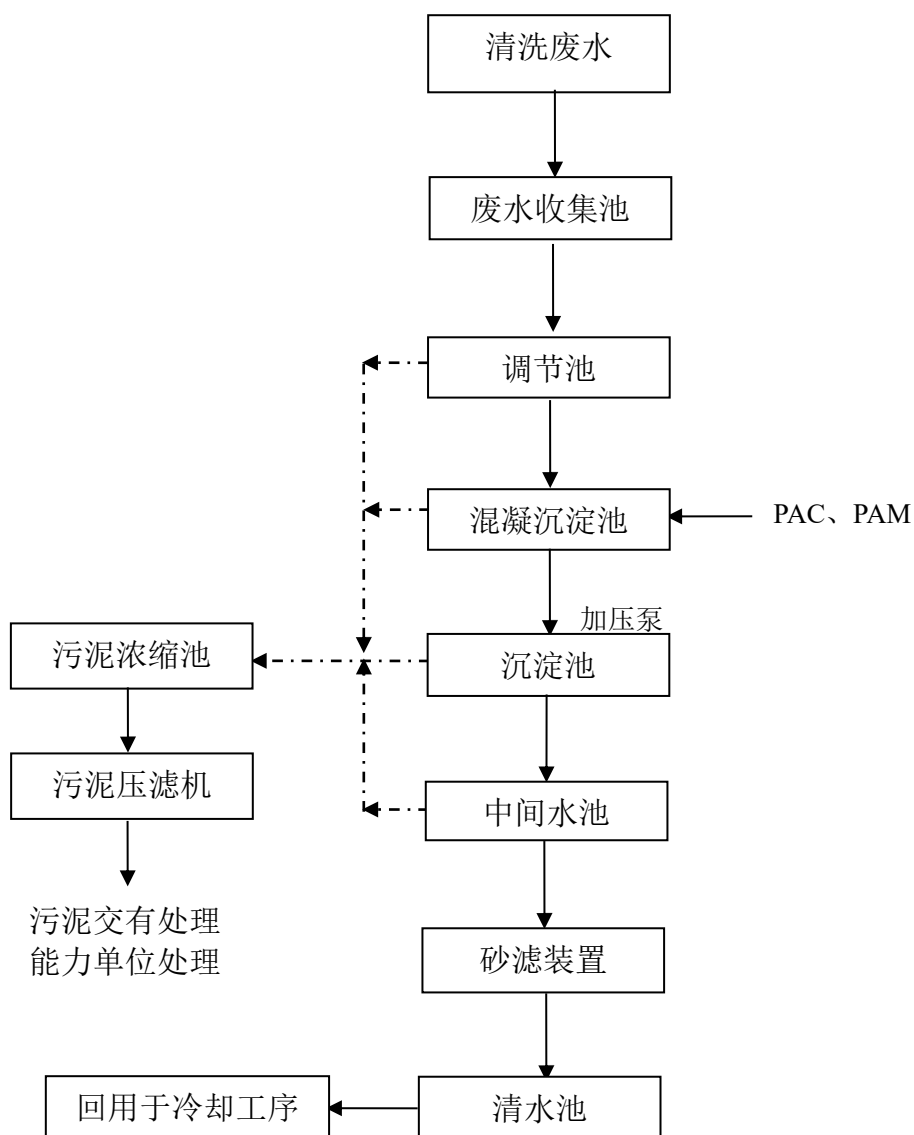 清洗废水
废水收集池
调节池
混凝沉淀池
PAC、PAM
加压泵
污泥浓缩池
沉淀池
污泥压滤机
中间水池
污泥交有处理
能力单位处理
砂滤装置
回用于冷却工序
清水池